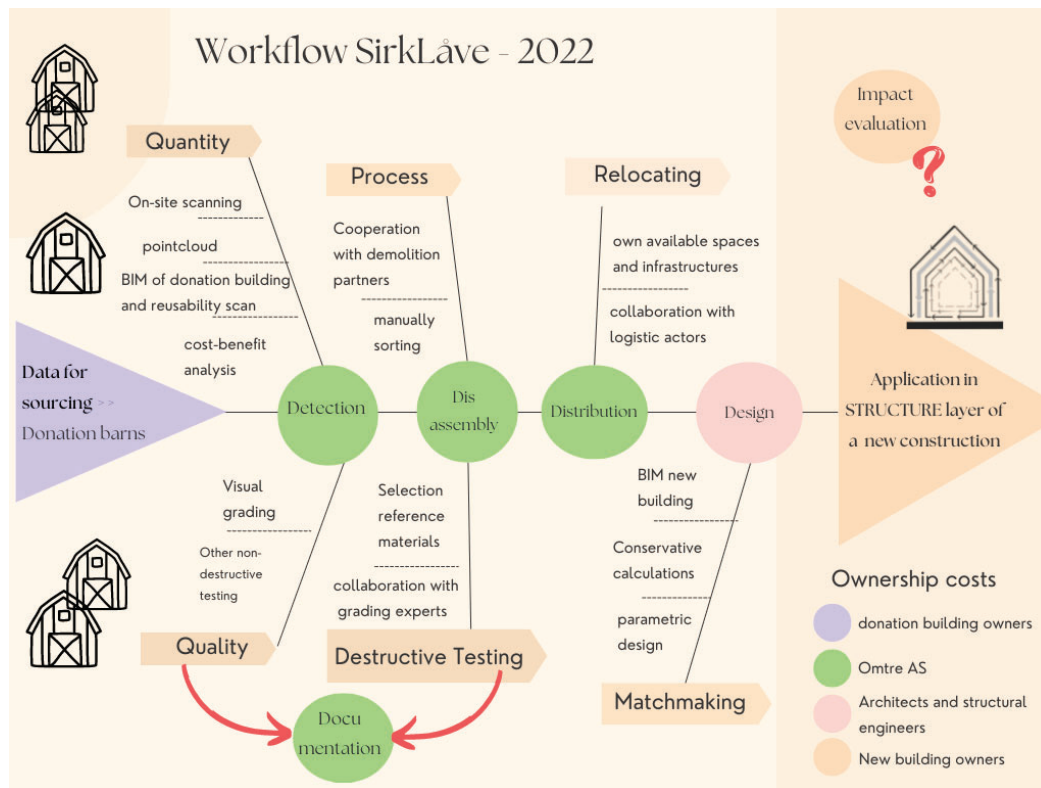 Workflow SirkLåve - 2022
Impact
evaluation
?
Quantity
On-site scanning
pointcloud
BIM of donation building
and reusability scan
cost-benefit
analysis
Process
Cooperation
with demolition
partners
manually
sorting
Relocating
own available spaces
and infrastructures
collaboration with
logistic actors
Data for
sourcing >>
Donation barns
Detection
Dis
assembly
Distribution
Design
Application in
STRUCTURE layer of
a new construction
Visual
grading
Other non-
destructive
testing
Quality
Selection
reference
materials
collaboration with
grading experts
Destructive Testing
Docu
mentation
BIM new
building
Conservative
calculations
parametric
design
Matchmaking
Ownership costs
donation building owners
Omtre AS
Architects and structural
engineers
New building owners